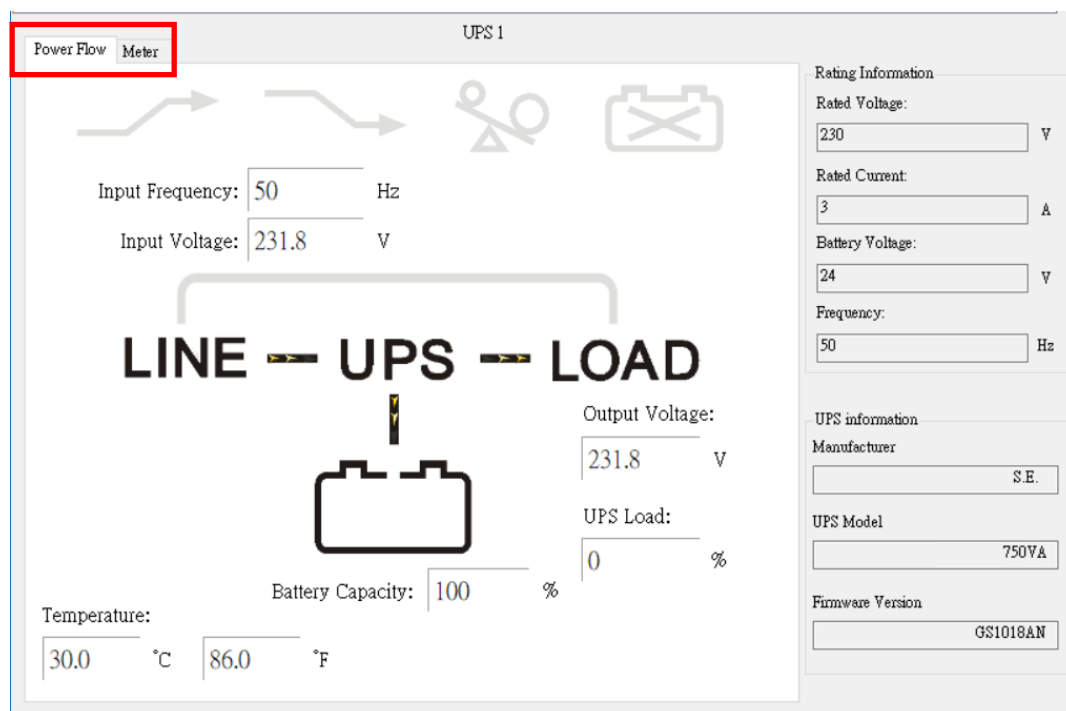 UPS 1
Power Flow Meter
Input Frequency: 50 Hz
Input Voltage: 231.8 V
LINE UPS LOAD
Output Voltage:
231.8 V
UPS Load:
0 %
Battery Capacity: 100 %
Temperature:
30.0 °C 86.0 °F
Rating Information
Rated Voltage:
230 V
Rated Current:
3 A
Battery Voltage:
24 V
Frequency:
50 Hz
UPS information
Manufacturer
S.E.
UPS Model
750VA
Firmware Version
GS1018AN